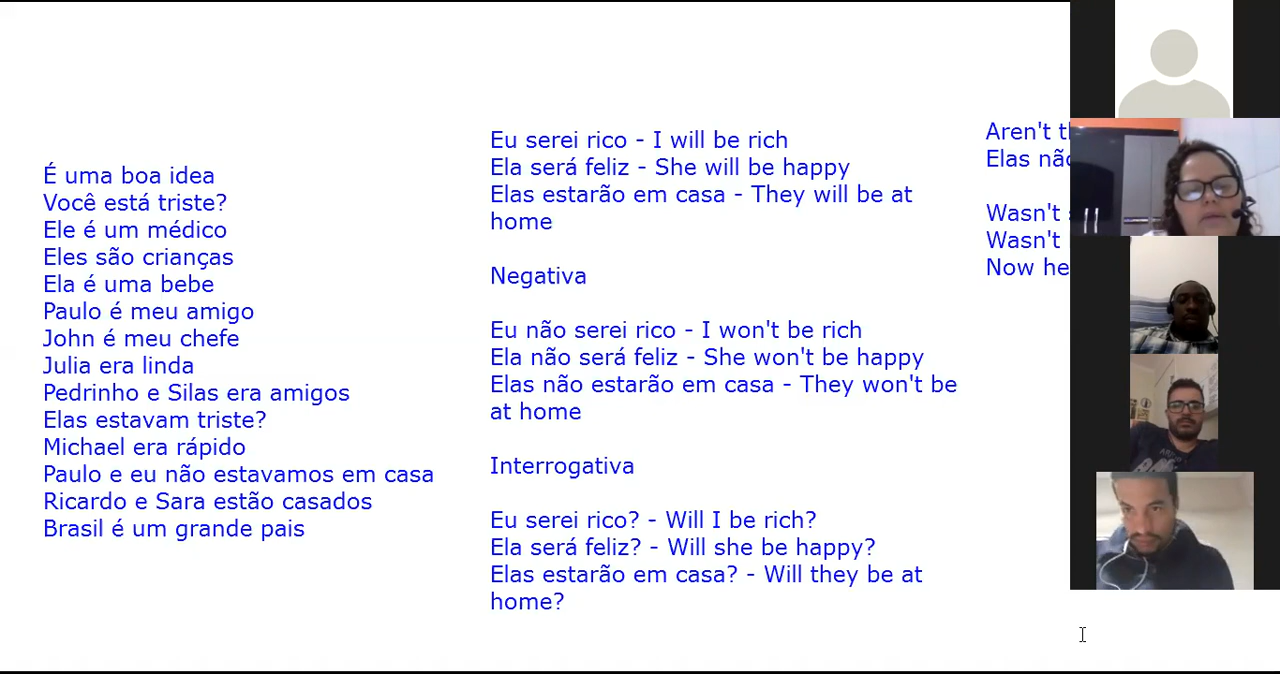 É uma boa idea
Você está triste?
Ele é um médico
Eles são crianças
Ela é uma bebe
Paulo é meu amigo
John é meu chefe
Julia era linda
Pedrinho e Silas era amigos
Elas estavam triste?
Michael era rápido
Paulo e eu não estavamos em casa
Ricardo e Sara estão casados
Brasil é um grande pais
Eu serei rico - I will be rich
Ela será feliz - She will be happy
Elas estarão em casa - They will be at
home
Negativa
Eu não serei rico - I won't be rich
Ela não será feliz - She won't be happy
Elas não estarão em casa - They won't be
at home
Interrogativa
Eu serei rico? - Will I be rich?
Ela será feliz? - Will she be happy?
Elas estarão em casa? - Will they be at
home?
Aren't
Elas
Wasn't
Wasn't
Now he